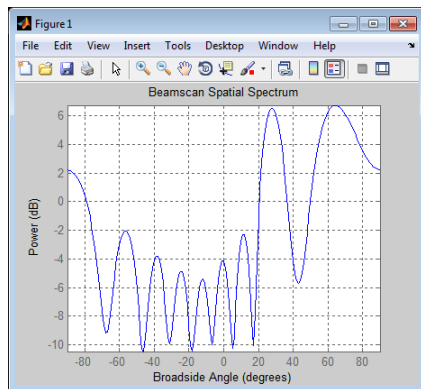 Figure 1
File Edit View Insert Tools Desktop Window Help
Beamscan Spatial Spectrum
6
4
2
0
-2
-4
-6
-8
-10
Power (dB)
-80 -60 -40 -20 0 20 40 60 80
Broadside Angle (degrees)